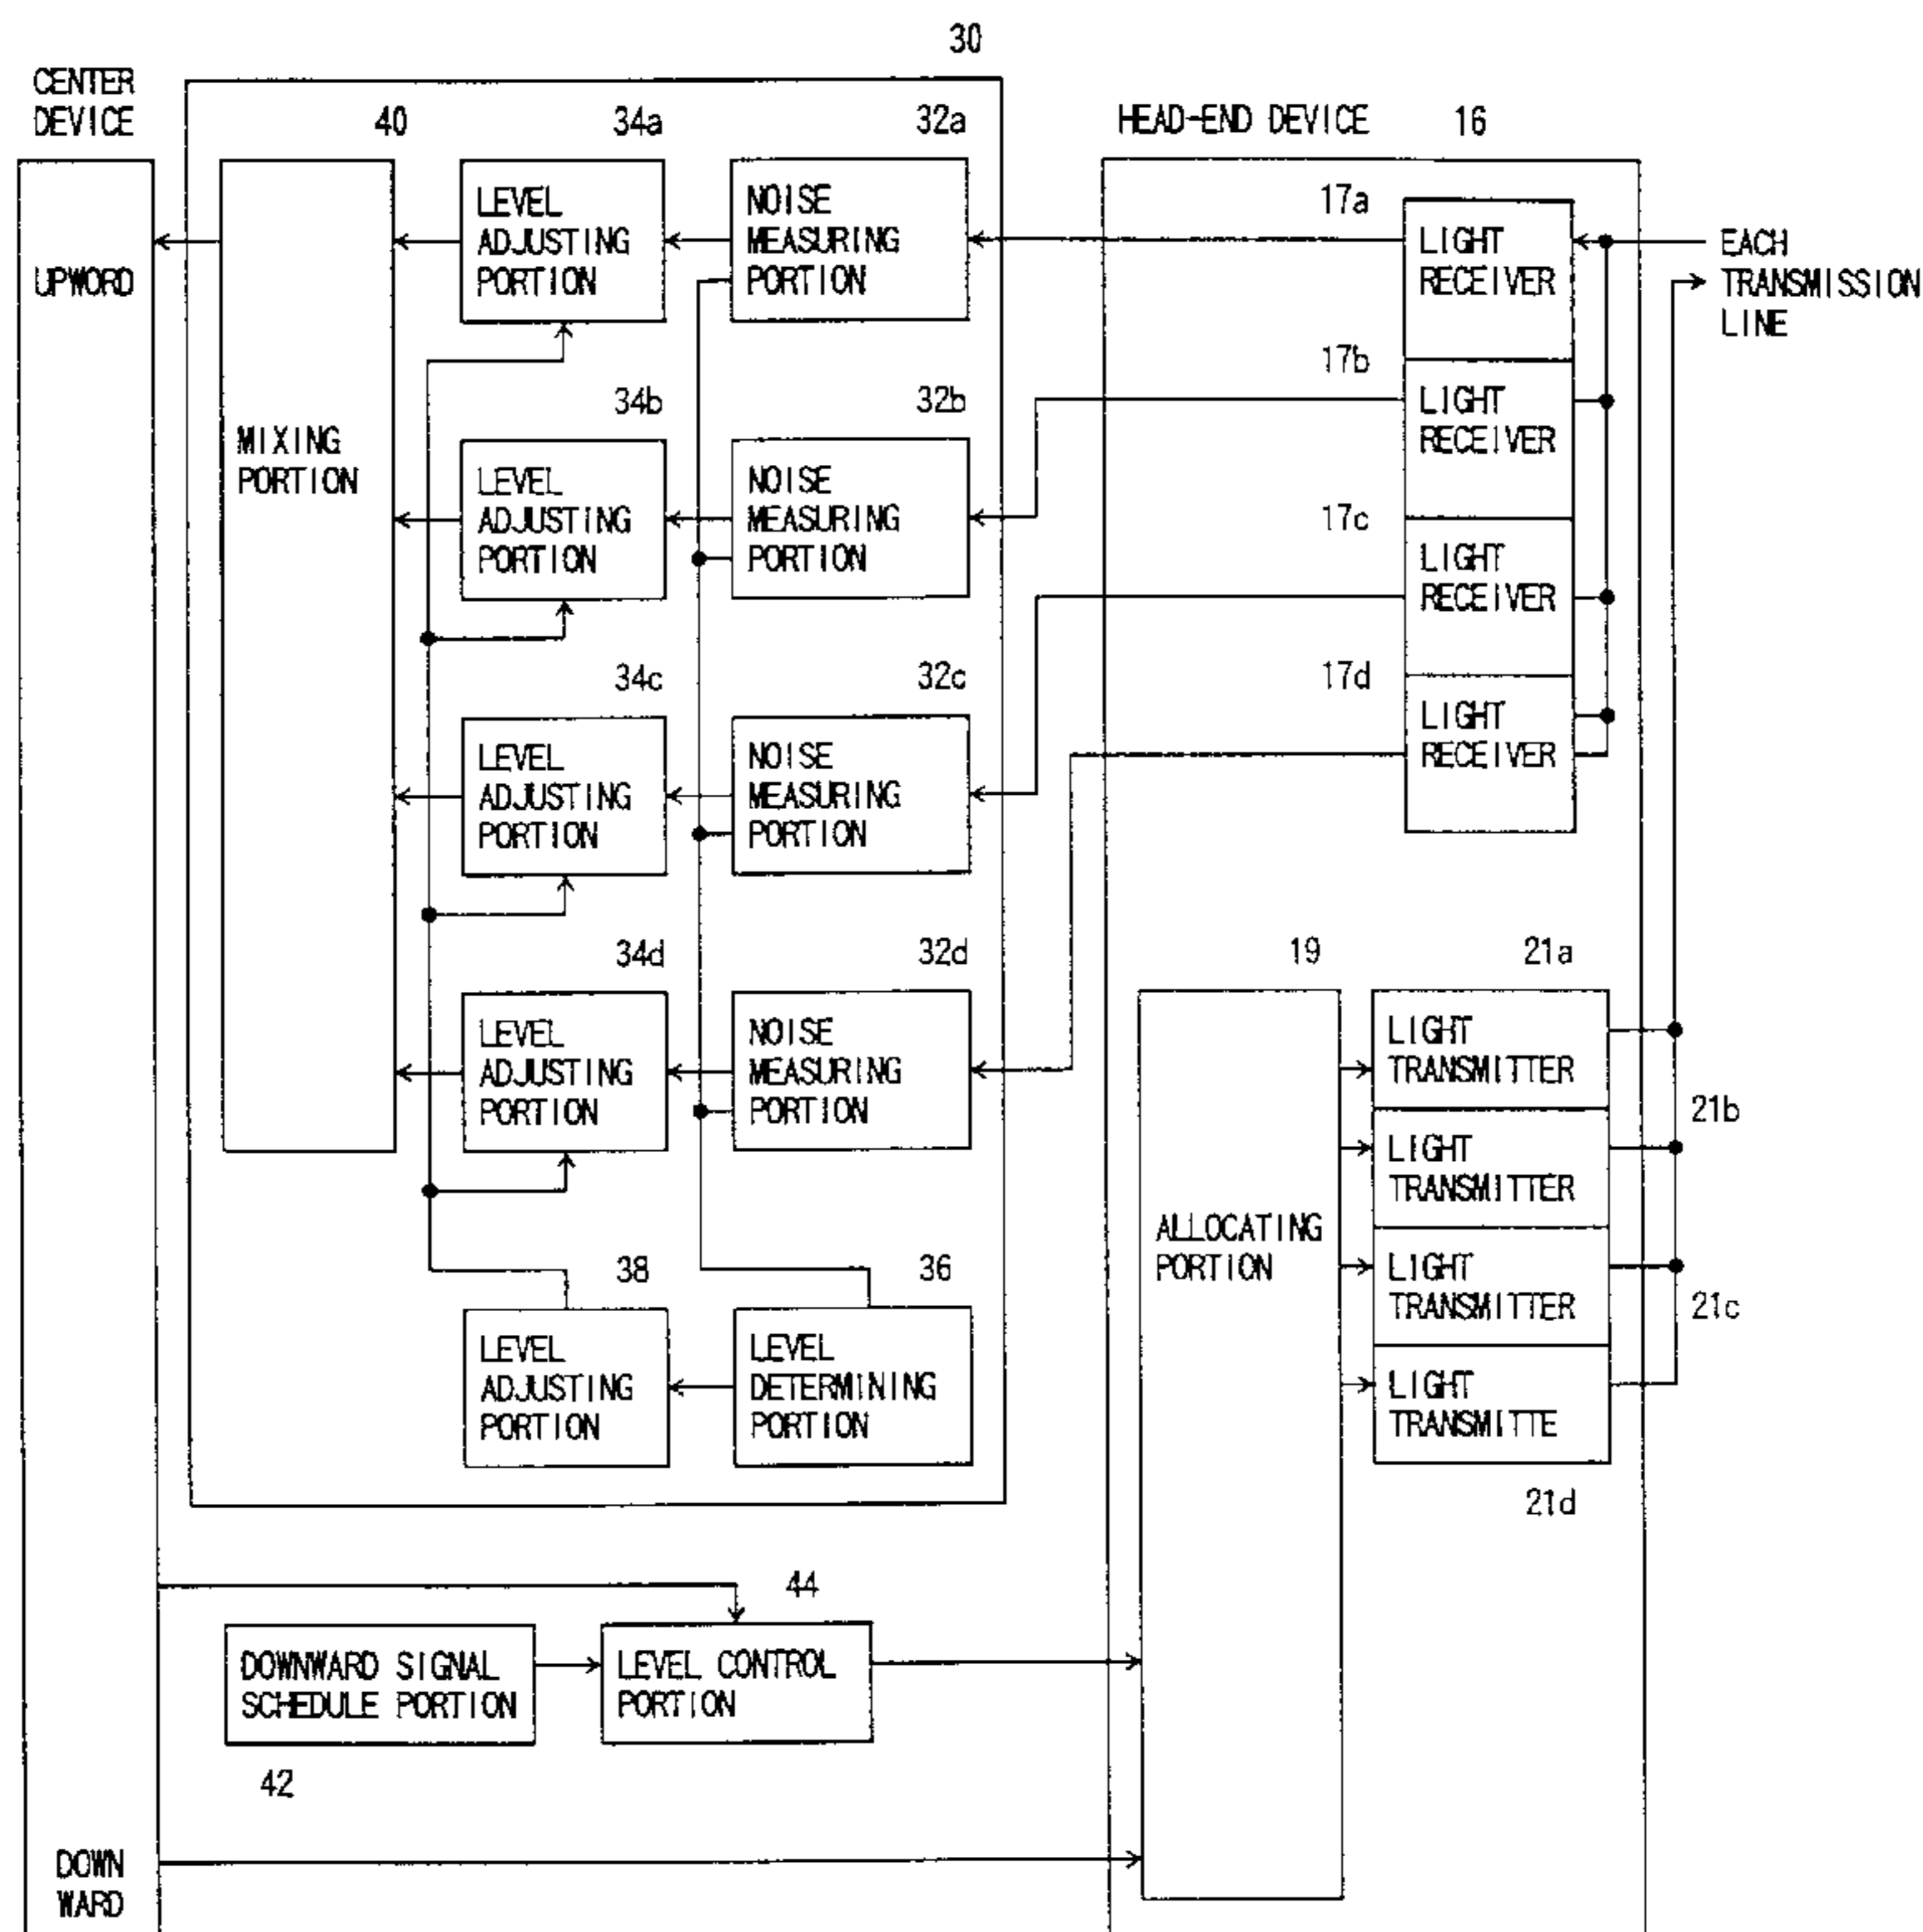 30
CENTER
DEVICE
40
34a
32a
HEAD-END DEVICE
16
UPWORD
MIXING
PORTION
LEVEL
ADJUSTING
PORTION
NOISE
MEASURING
PORTION
17a
LIGHT
RECEIVER
EACH
TRANSMISSION
LINE
34b
32b
17b
LEVEL
ADJUSTING
PORTION
NOISE
MEASURING
PORTION
LIGHT
RECEIVER
17c
LIGHT
RECEIVER
34c
32c
17d
LEVEL
ADJUSTING
PORTION
NOISE
MEASURING
PORTION
LIGHT
RECEIVER
34d
32d
19
21a
LEVEL
ADJUSTING
PORTION
NOISE
MEASURING
PORTION
ALLOCATING
PORTION
LIGHT
TRANSMITTER
21b
LIGHT
TRANSMITTER
LIGHT
TRANSMITTER
21c
LIGHT
TRANSMITTE
21d
38
36
LEVEL
ADJUSTING
PORTION
LEVEL
DETERMINING
PORTION
44
DOWNWARD SIGNAL
SCHEDULE PORTION
LEVEL CONTROL
PORTION
42
DOWN
WARD